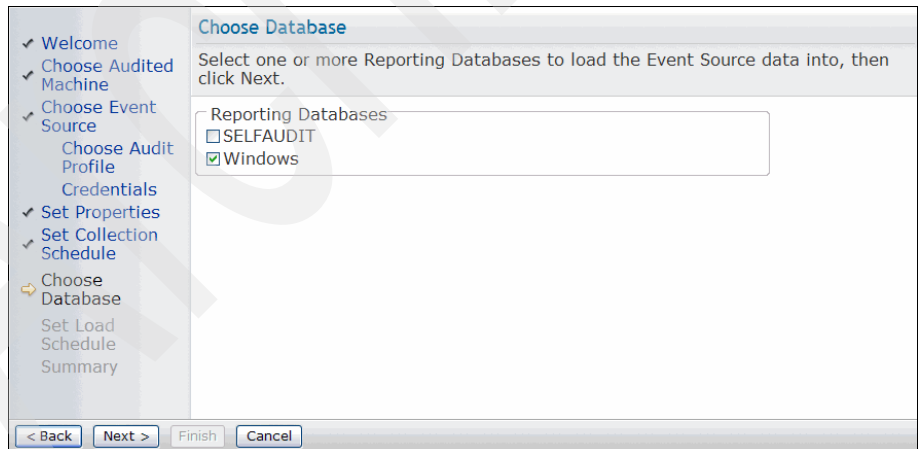 Welcome
Choose Audited
Machine
Choose Event
Source
Choose Audit
Profile
Credentials
Set Properties
Set Collection
Schedule
Choose
Database
Set Load
Schedule
Summary
Choose Database
Select one or more Reporting Databases to load the Event Source data into, then
click Next.
Reporting Databases
SELFAUDIT
Windows
< Back
Next >
Finish
Cancel